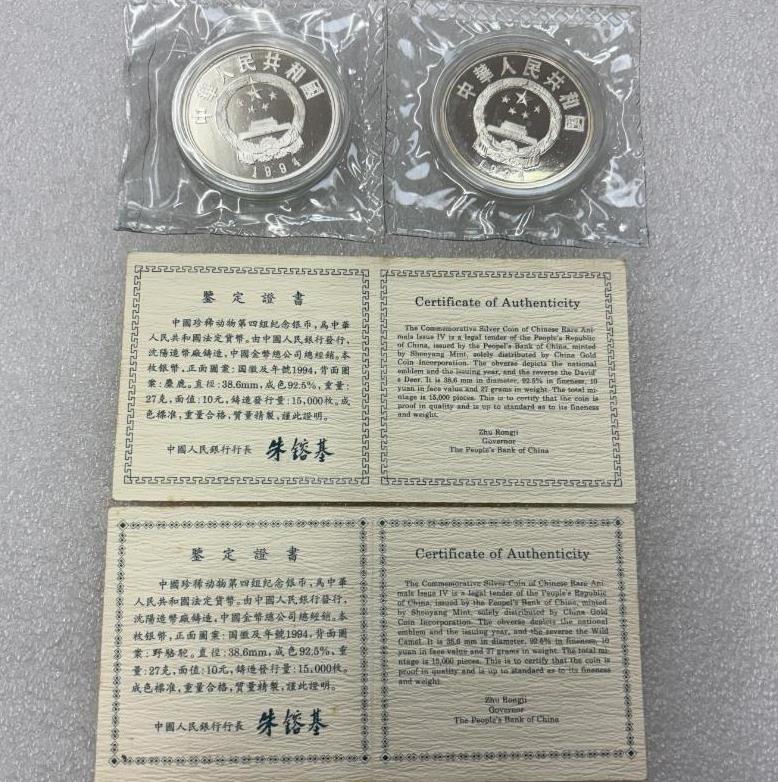 中華人民共和國
1994
中華人民共和國
1994
鑒定證書
中國珍稀动物第四組纪念銀币,爲中華
人民共和國法定貨幣。由中國人民銀行發行,
沈陽造幣廠鑄造,中國金幣總公司總經銷。本
枚銀币,正面圖案:国徽及年號1994,背面图
案:麋鹿。直徑:38.6mm,成色92.5%,重量:
27克,面值:10元,鑄造發行量:15,000枚。成
色標準,重量合格,質量精製,謹此證明。
中國人民銀行行長 朱镕基
Certificate of Authenticity
The Commemorative Silver Coin of Chinese Rare Ani-
mals Issue IV is a legal tender of the People's Republic
of China, issued by the Peopel's Bank of China, minted
by Shenyang Mint, solely distributed by China Gold
Coin Incorporation. The obverse depicts the national
emblem and the issuing year, and the reverse the David'
s Deer. It is 38.6 mm in diameter, 92.5% in fineness, 10
yuan in face value and 27 grams in weight. The total mi-
ntage is 15,000 pieces. This is to certify that the coin is
proof in quality and is up to standard as to its fineness
and weight.
Zhu Rongji
Governor
The People's Bank of China
鑒定證書
中國珍稀动物第四組纪念銀币,爲中華
人民共和國法定貨幣。由中國人民銀行發行,
沈陽造幣廠鑄造,中國金幣總公司總經銷。本
枚銀币,正面圖案:国徽及年號1994,背面图
案:野駱駝。直徑:38.6mm,成色92.5%,重
量:27克,面值:10元,鑄造發行量:15,000枚。
成色標準,重量合格,質量精製,謹此證明。
中國人民銀行行長 朱镕基
Certificate of Authenticity
The Commemorative Silver Coin of Chinese Rare Ani-
mals Issue IV is a legal tender of the People's Republic
of China, issued by the Peopel's Bank of China, minted
by Shenyang Mint, solely distributed by China Gold
Coin Incorporation. The obverse depicts the national
emblem and the issuing year, and the reverse the Wild
Camel. It is 38.6 mm in diameter, 92.5% in fineness, 10
yuan in face value and 27 grams in weight. The total mi-
ntage is 15,000 pieces. This is to certify that the coin is
proof in quality and is up to standard as to its fineness
and weight.
Zhu Rongji
Governor
The People's Bank of China